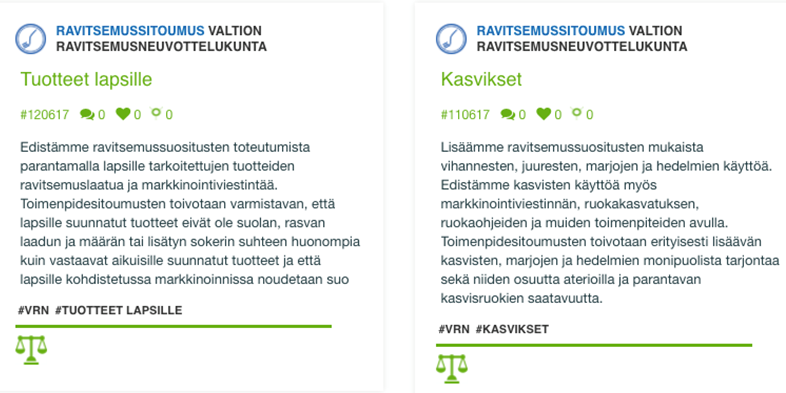 RAVITSEMUSSITOUMUS VALTION
RAVITSEMUSNEUVOTTELUKUNTA
Tuotteet lapsille
#120617 0 0 0
Edistämme ravitsemussuositusten toteutumista
parantamalla lapsille tarkoitettujen tuotteiden
ravitsemuslaatua ja markkinointiviestintää.
Toimenpidesitoumusten toivotaan varmistavan, että
lapsille suunnatut tuotteet eivät ole suolan, rasvan
laadun ja määrän tai lisätyn sokerin suhteen huonompia
kuin vastaavat aikuisille suunnatut tuotteet ja että
lapsille kohdistetussa markkinoinnissa noudetaan suo
#VRN #TUOTTEET LAPSILLE
RAVITSEMUSSITOUMUS VALTION
RAVITSEMUSNEUVOTTELUKUNTA
Kasvikset
#110617 0 0 0
Lisäämme ravitsemussuositusten mukaista
vihannesten, juuresten, marjojen ja hedelmien käyttöä.
Edistämme kasvisten käyttöä myös
markkinointiviestinnän, ruokakasvatuksen,
ruokaohjeiden ja muiden toimenpiteiden avulla.
Toimenpidesitoumusten toivotaan erityisesti lisäävän
kasvisten, marjojen ja hedelmien monipuolista tarjontaa
sekä niiden osuutta aterioilla ja parantavan
kasvisruokien saatavuutta.
#VRN #KASVIKSET